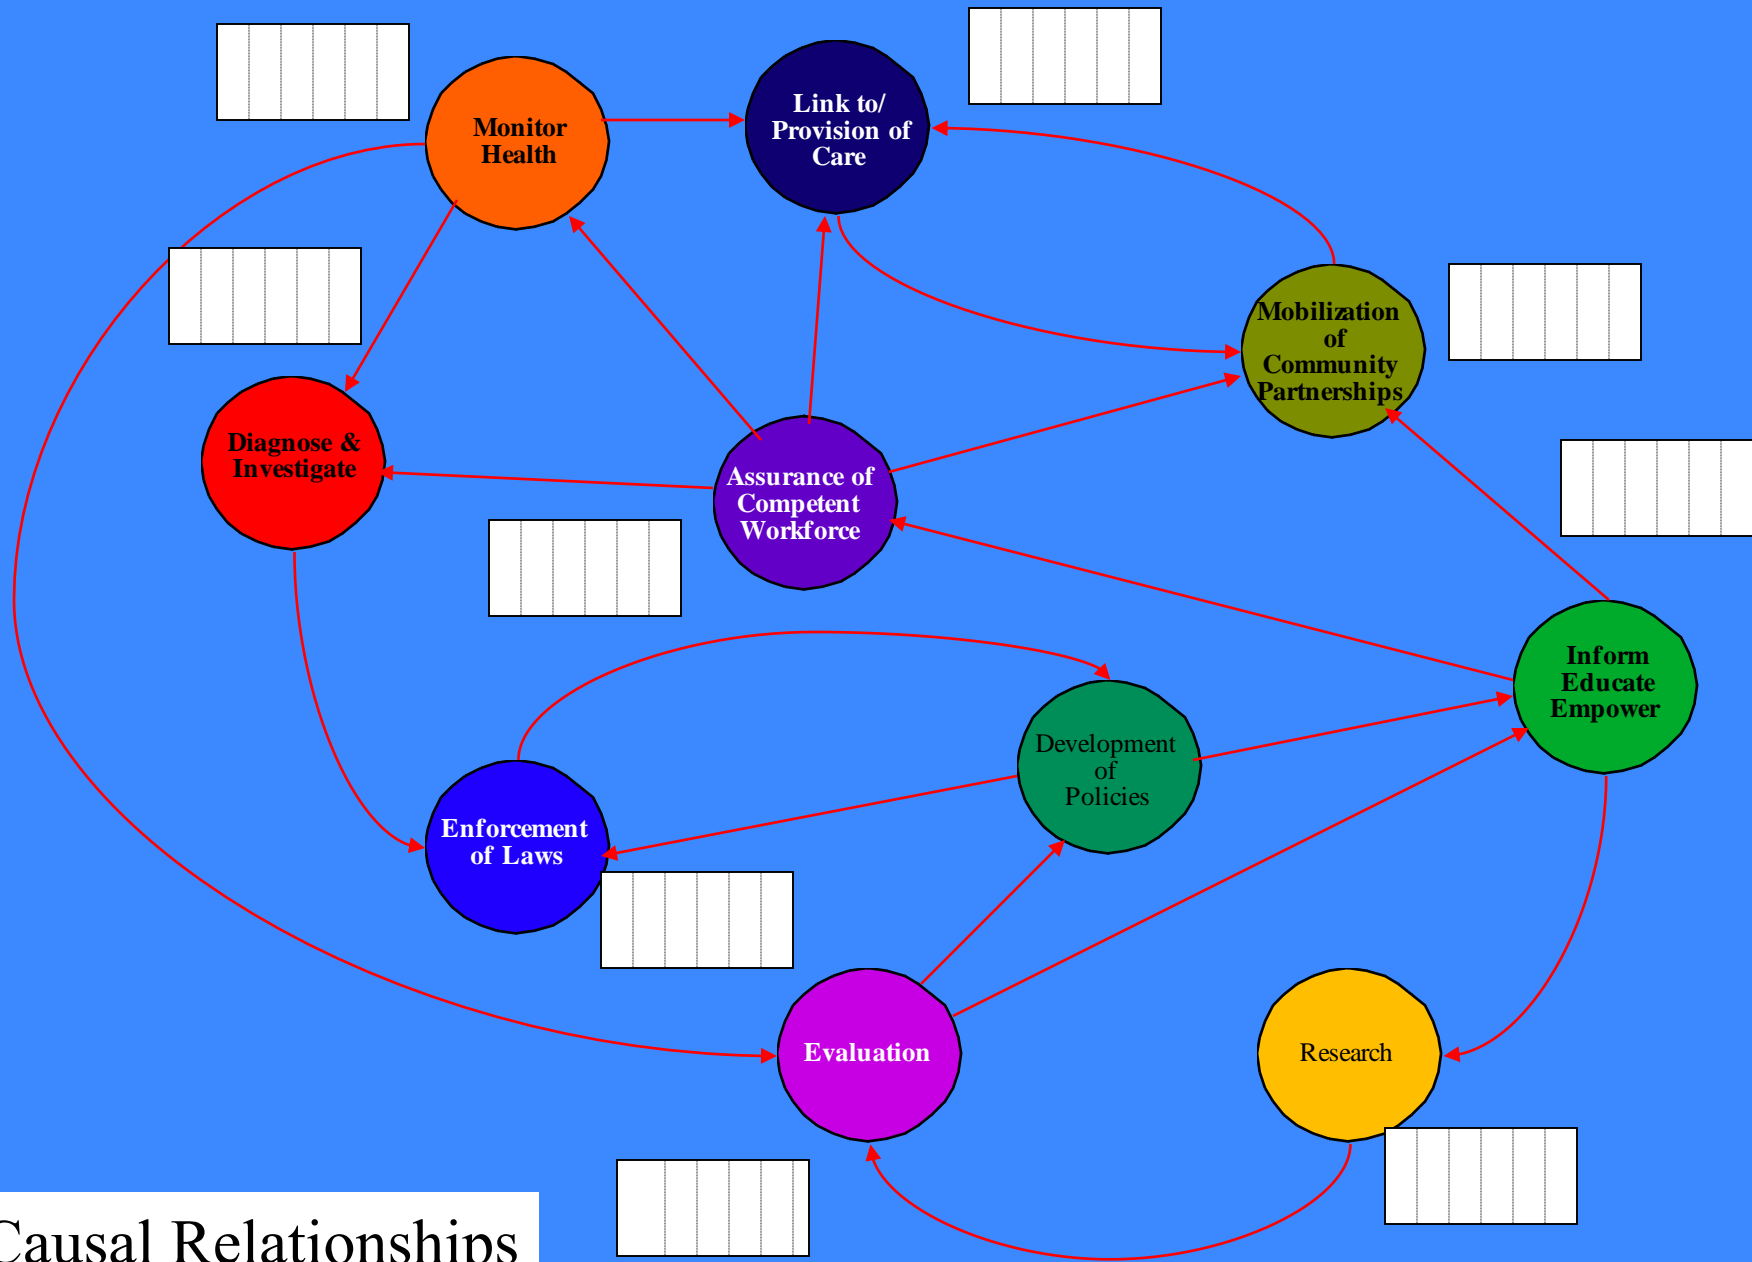 Monitor
Health
Link to/
Provision of
Care
Mobilization
of
Community
Partnerships
Diagnose &
Investigate
Assurance of
Competent
Workforce
Inform
Educate
Empower
Development
of
Policies
Enforcement
of Laws
Evaluation
Research
Causal Relationships